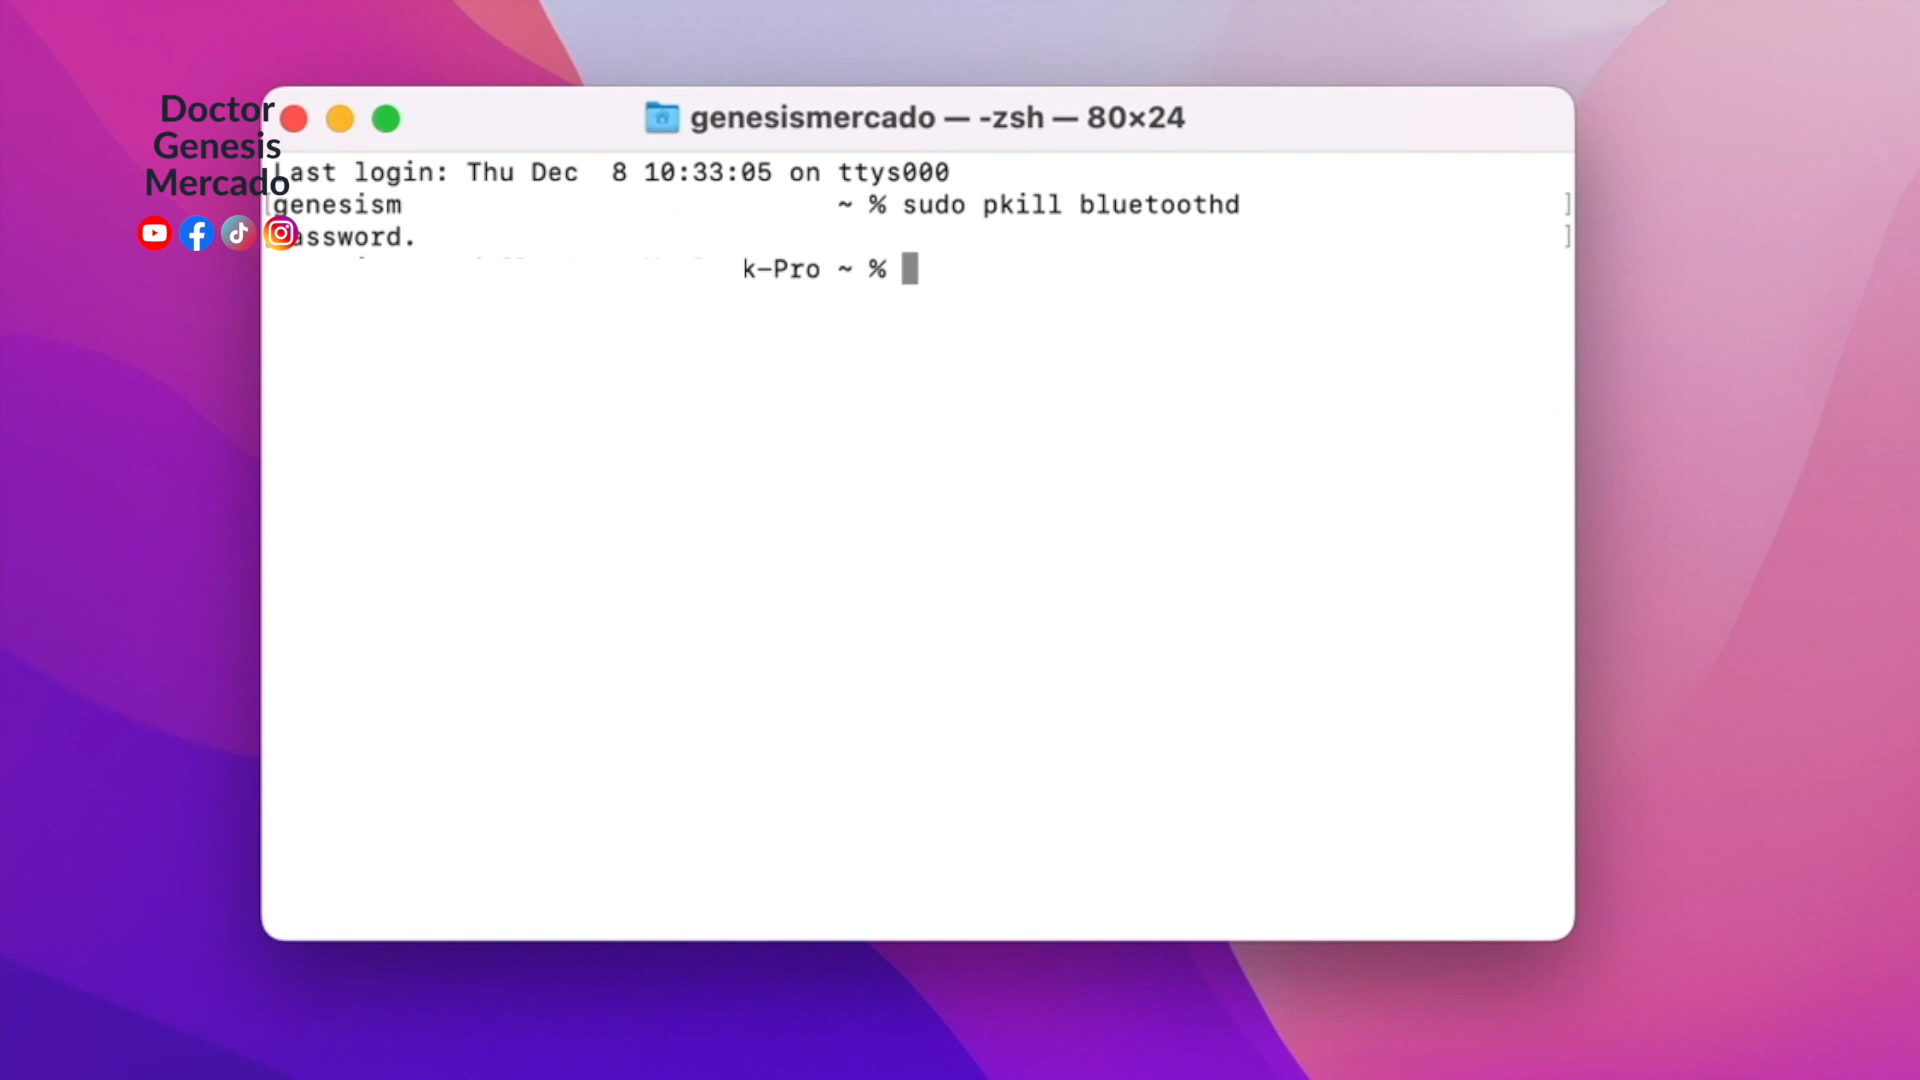 Doctor
Genesis
Mercado
genesismercado — -zsh — 80×24
Last login: Thu Dec  8 10:33:05 on ttys000
genesism ~ % sudo pkill bluetoothd
assword.
k-Pro ~ %